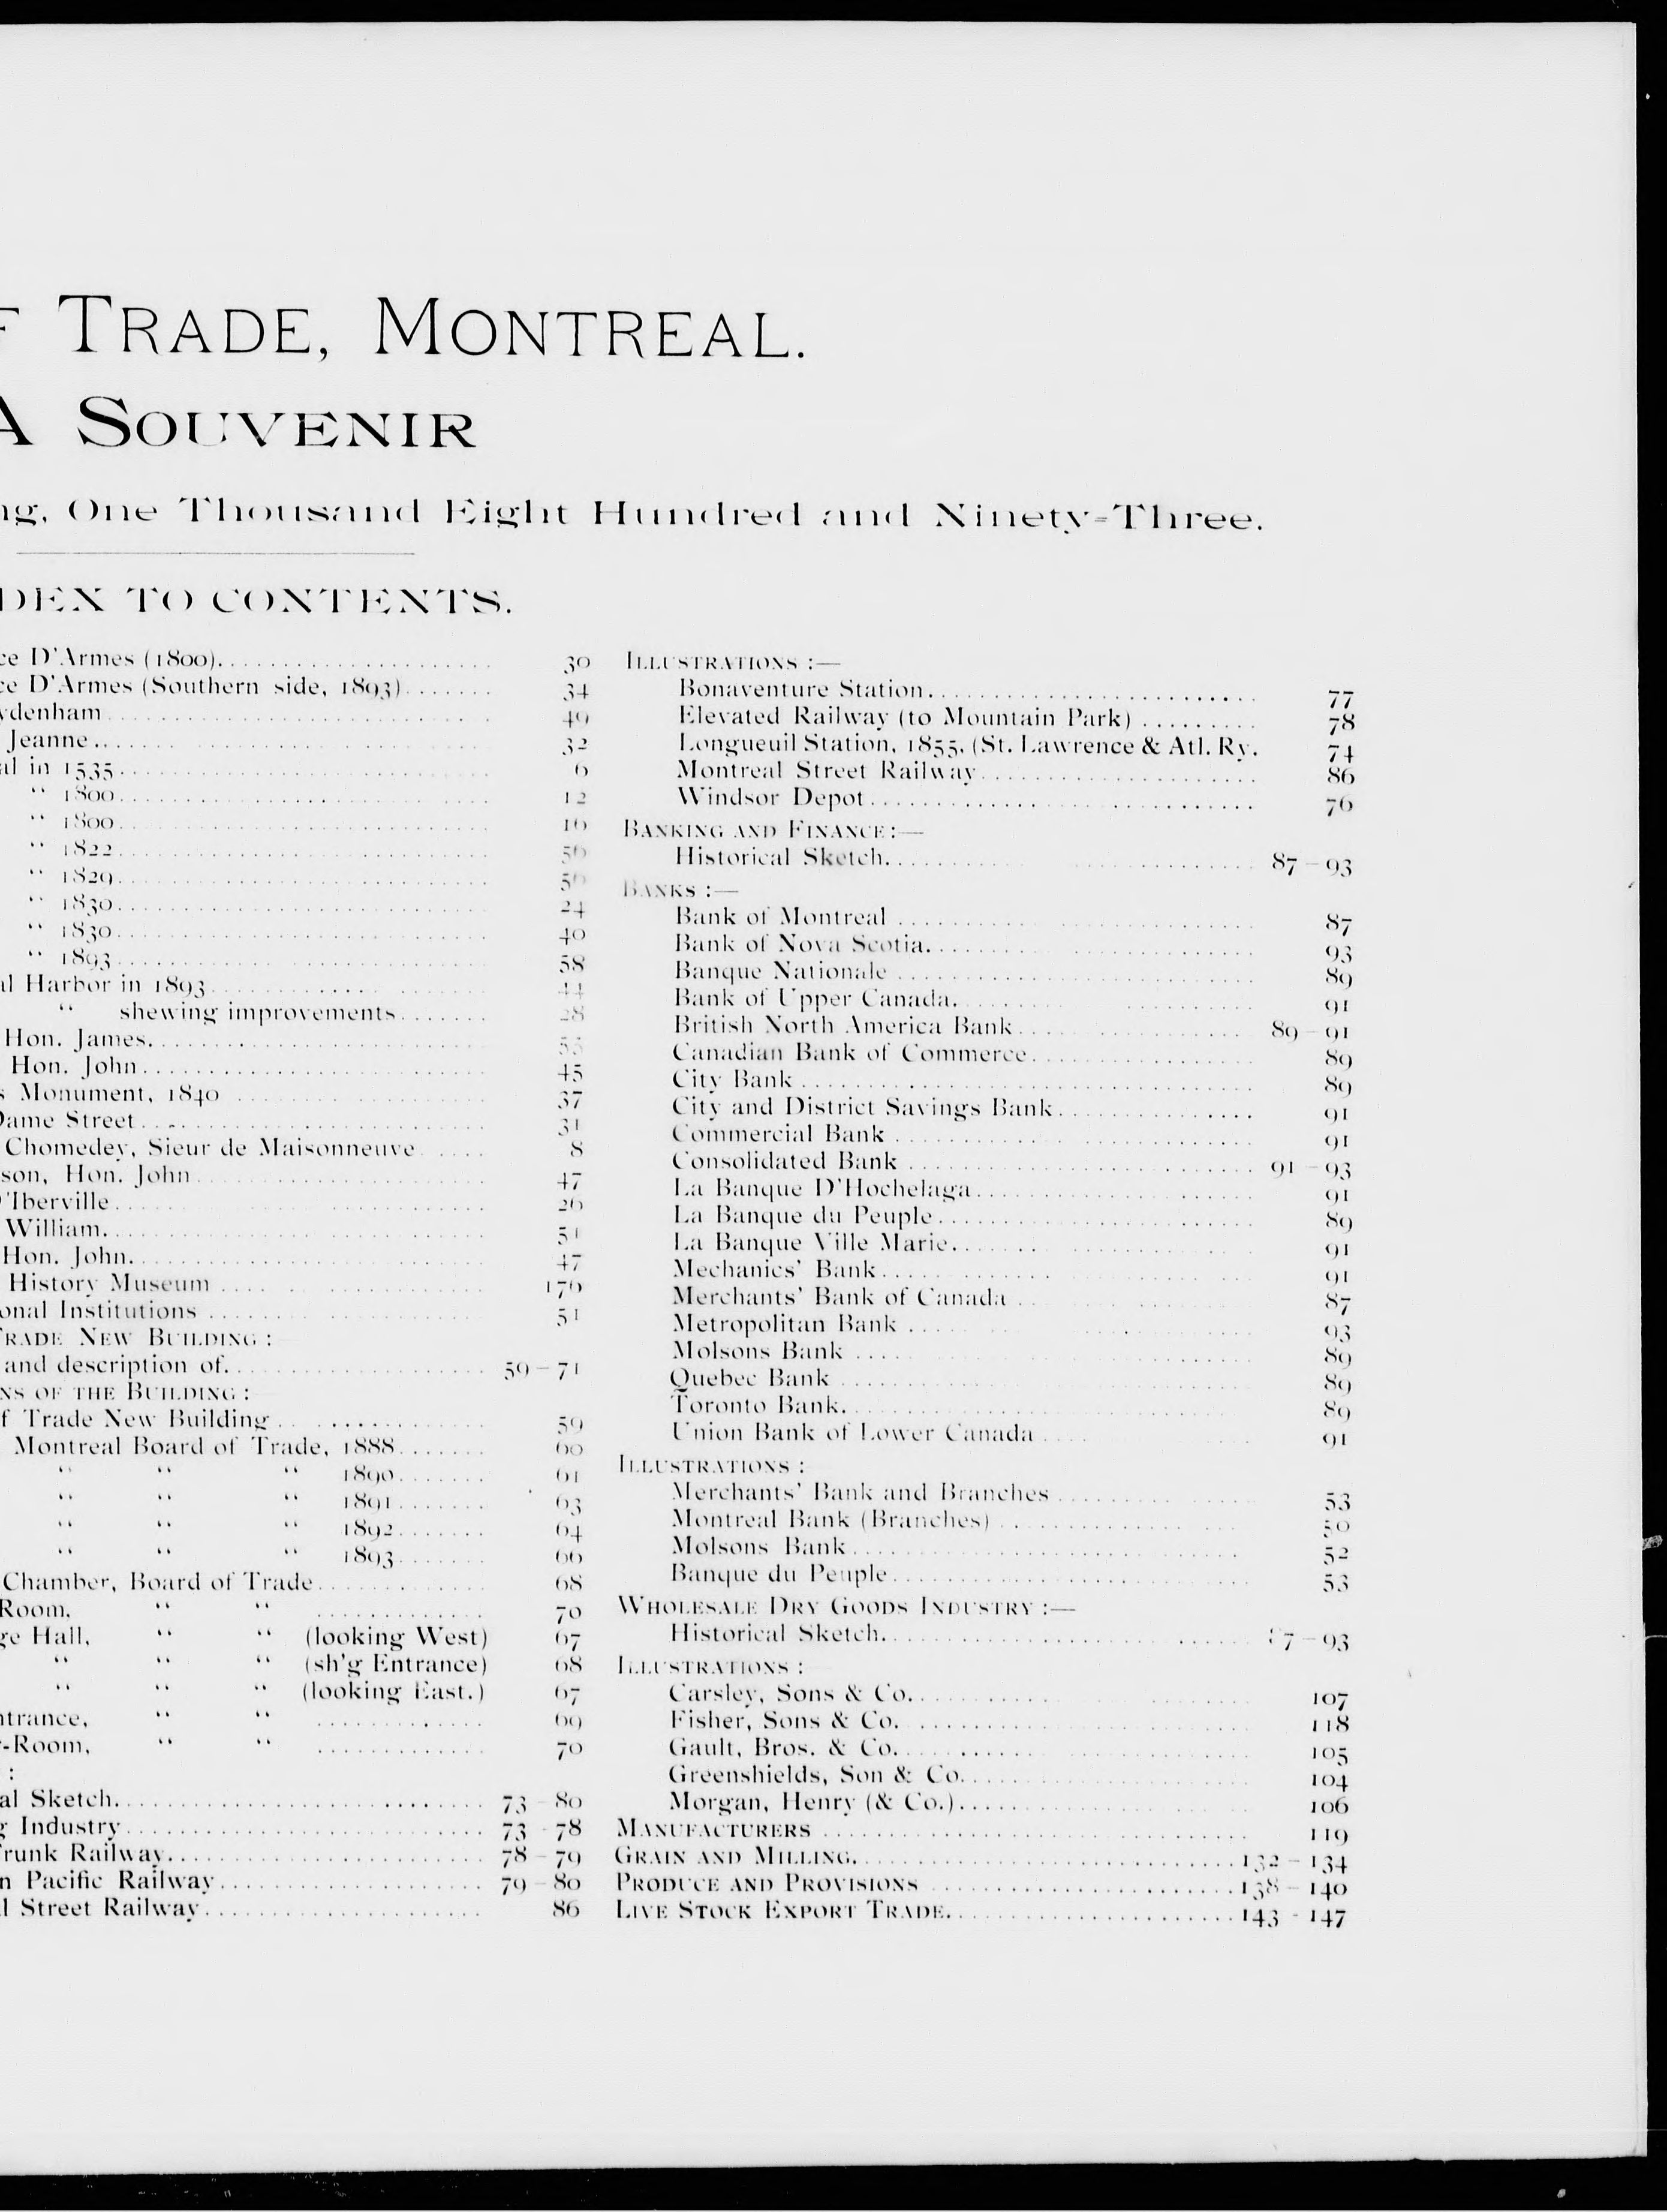 F TRADE, MONTREAL.
A SOUVENIR
ng, One Thousand Eight Hundred and Ninety-Three.
DEX TO CONTENTS.
ce D'Armes (1800). 30
ce D'Armes (Southern side, 1893) 34
ydenham 49
Jeanne 32
al in 1535 6
" 1800 12
" 1800 16
" 1822 56
" 1829 56
" 1830 24
" 1830 40
" 1893 58
al Harbor in 1893 44
" shewing improvements 28
Hon. James.
Hon. John 45
s Monument, 1840 37
Dame Street 31
Chomedey, Sieur de Maisonneuve 8
son, Hon. John 47
D'Iberville 26
William. 51
Hon. John. 47
History Museum 176
onal Institutions 51
TRADE NEW BUILDING :
and description of. 59—71
NS OF THE BUILDING :
f Trade New Building 59
Montreal Board of Trade, 1888 60
" " " 1890 61
" " " 1891 63
" " " 1892 64
" " " 1893 66
Chamber, Board of Trade 68
Room, " " 70
ge Hall, " " (looking West) 67
" " " (sh'g Entrance) 68
" " " (looking East.) 67
ntrance, " " 69
-Room, " " 70
:
al Sketch. 73—80
g Industry 73-78
Trunk Railway. 78—79
n Pacific Railway 79—80
l Street Railway 86
ILLUSTRATIONS :—
Bonaventure Station. 77
Elevated Railway (to Mountain Park) 78
Longueuil Station, 1855, (St. Lawrence & Atl. Ry. 74
Montreal Street Railway 86
Windsor Depot 76
BANKING AND FINANCE:—
Historical Sketch. 87—93
BANKS :—
Bank of Montreal 87
Bank of Nova Scotia. 93
Banque Nationale 89
Bank of Upper Canada. 91
British North America Bank 89—91
Canadian Bank of Commerce 89
City Bank 89
City and District Savings Bank 91
Commercial Bank 91
Consolidated Bank 91—93
La Banque D'Hochelaga 91
La Banque du Peuple 89
La Banque Ville Marie. 91
Mechanics' Bank 91
Merchants' Bank of Canada 87
Metropolitan Bank 93
Molsons Bank 89
Quebec Bank 89
Toronto Bank. 89
Union Bank of Lower Canada 91
ILLUSTRATIONS :
Merchants' Bank and Branches 53
Montreal Bank (Branches) 50
Molsons Bank 52
Banque du Peuple 53
WHOLESALE DRY GOODS INDUSTRY :—
Historical Sketch. 7—93
ILLUSTRATIONS :
Carsley, Sons & Co. 107
Fisher, Sons & Co. 118
Gault, Bros. & Co. 105
Greenshields, Son & Co. 104
Morgan, Henry (& Co.) 106
MANUFACTURERS 119
GRAIN AND MILLING. 132—134
PRODUCE AND PROVISIONS 138—140
LIVE STOCK EXPORT TRADE. 143-147